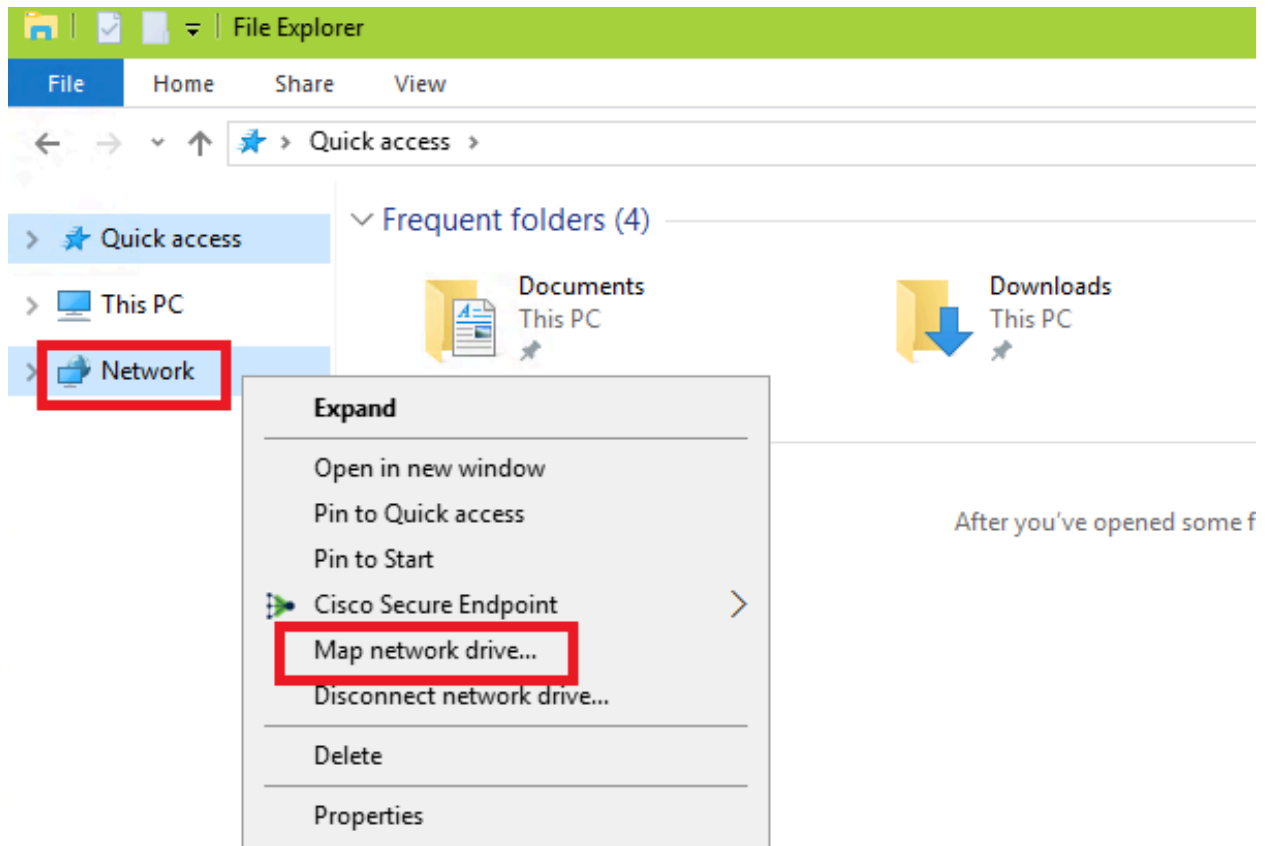 File Explorer
File Home Share View
Quick access
Quick access
This PC
Network
Frequent folders (4)
Documents
This PC
Downloads
This PC
Expand
Open in new window
Pin to Quick access
Pin to Start
Cisco Secure Endpoint
Map network drive...
Disconnect network drive...
Delete
Properties
After you've opened some f